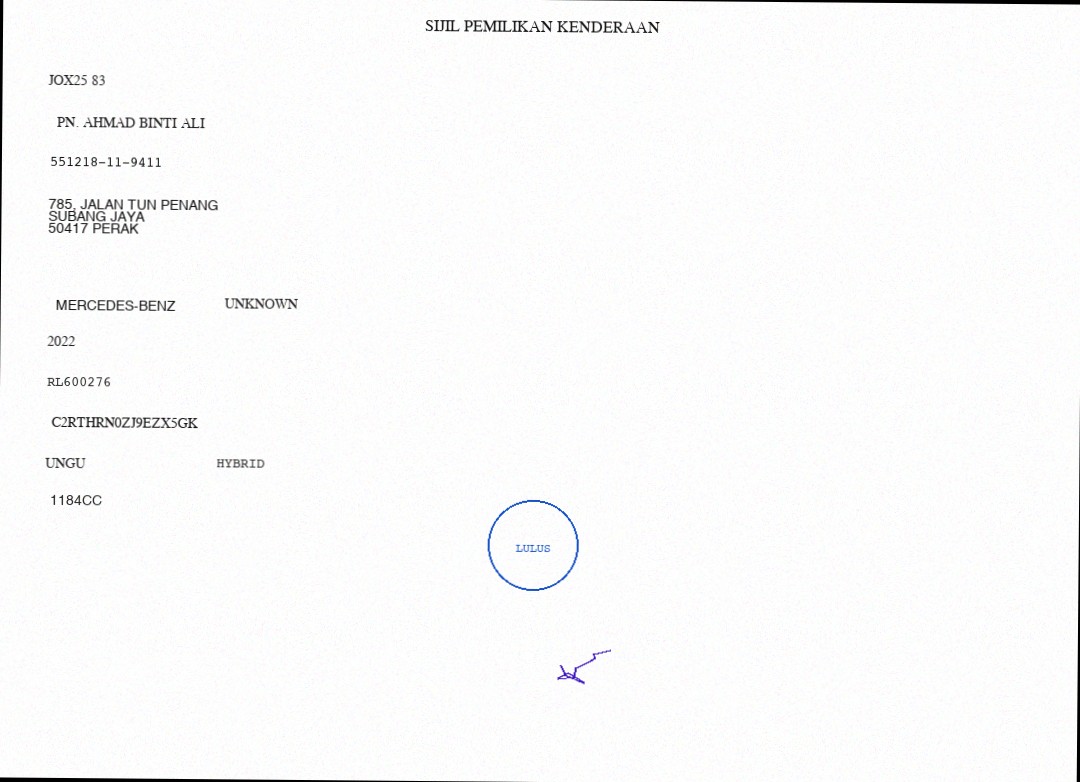 SIJIL PEMILIKAN KENDERAAN
JOX25 83
PN. AHMAD BINTI ALI
551218-11-9411
785, JALAN TUN PENANG
SUBANG JAYA
50417 PERAK
MERCEDES-BENZ UNKNOWN
2022
RL600276
C2RTHRN0ZJ9EZX5GK
UNGU HYBRID
1184CC
LULUS